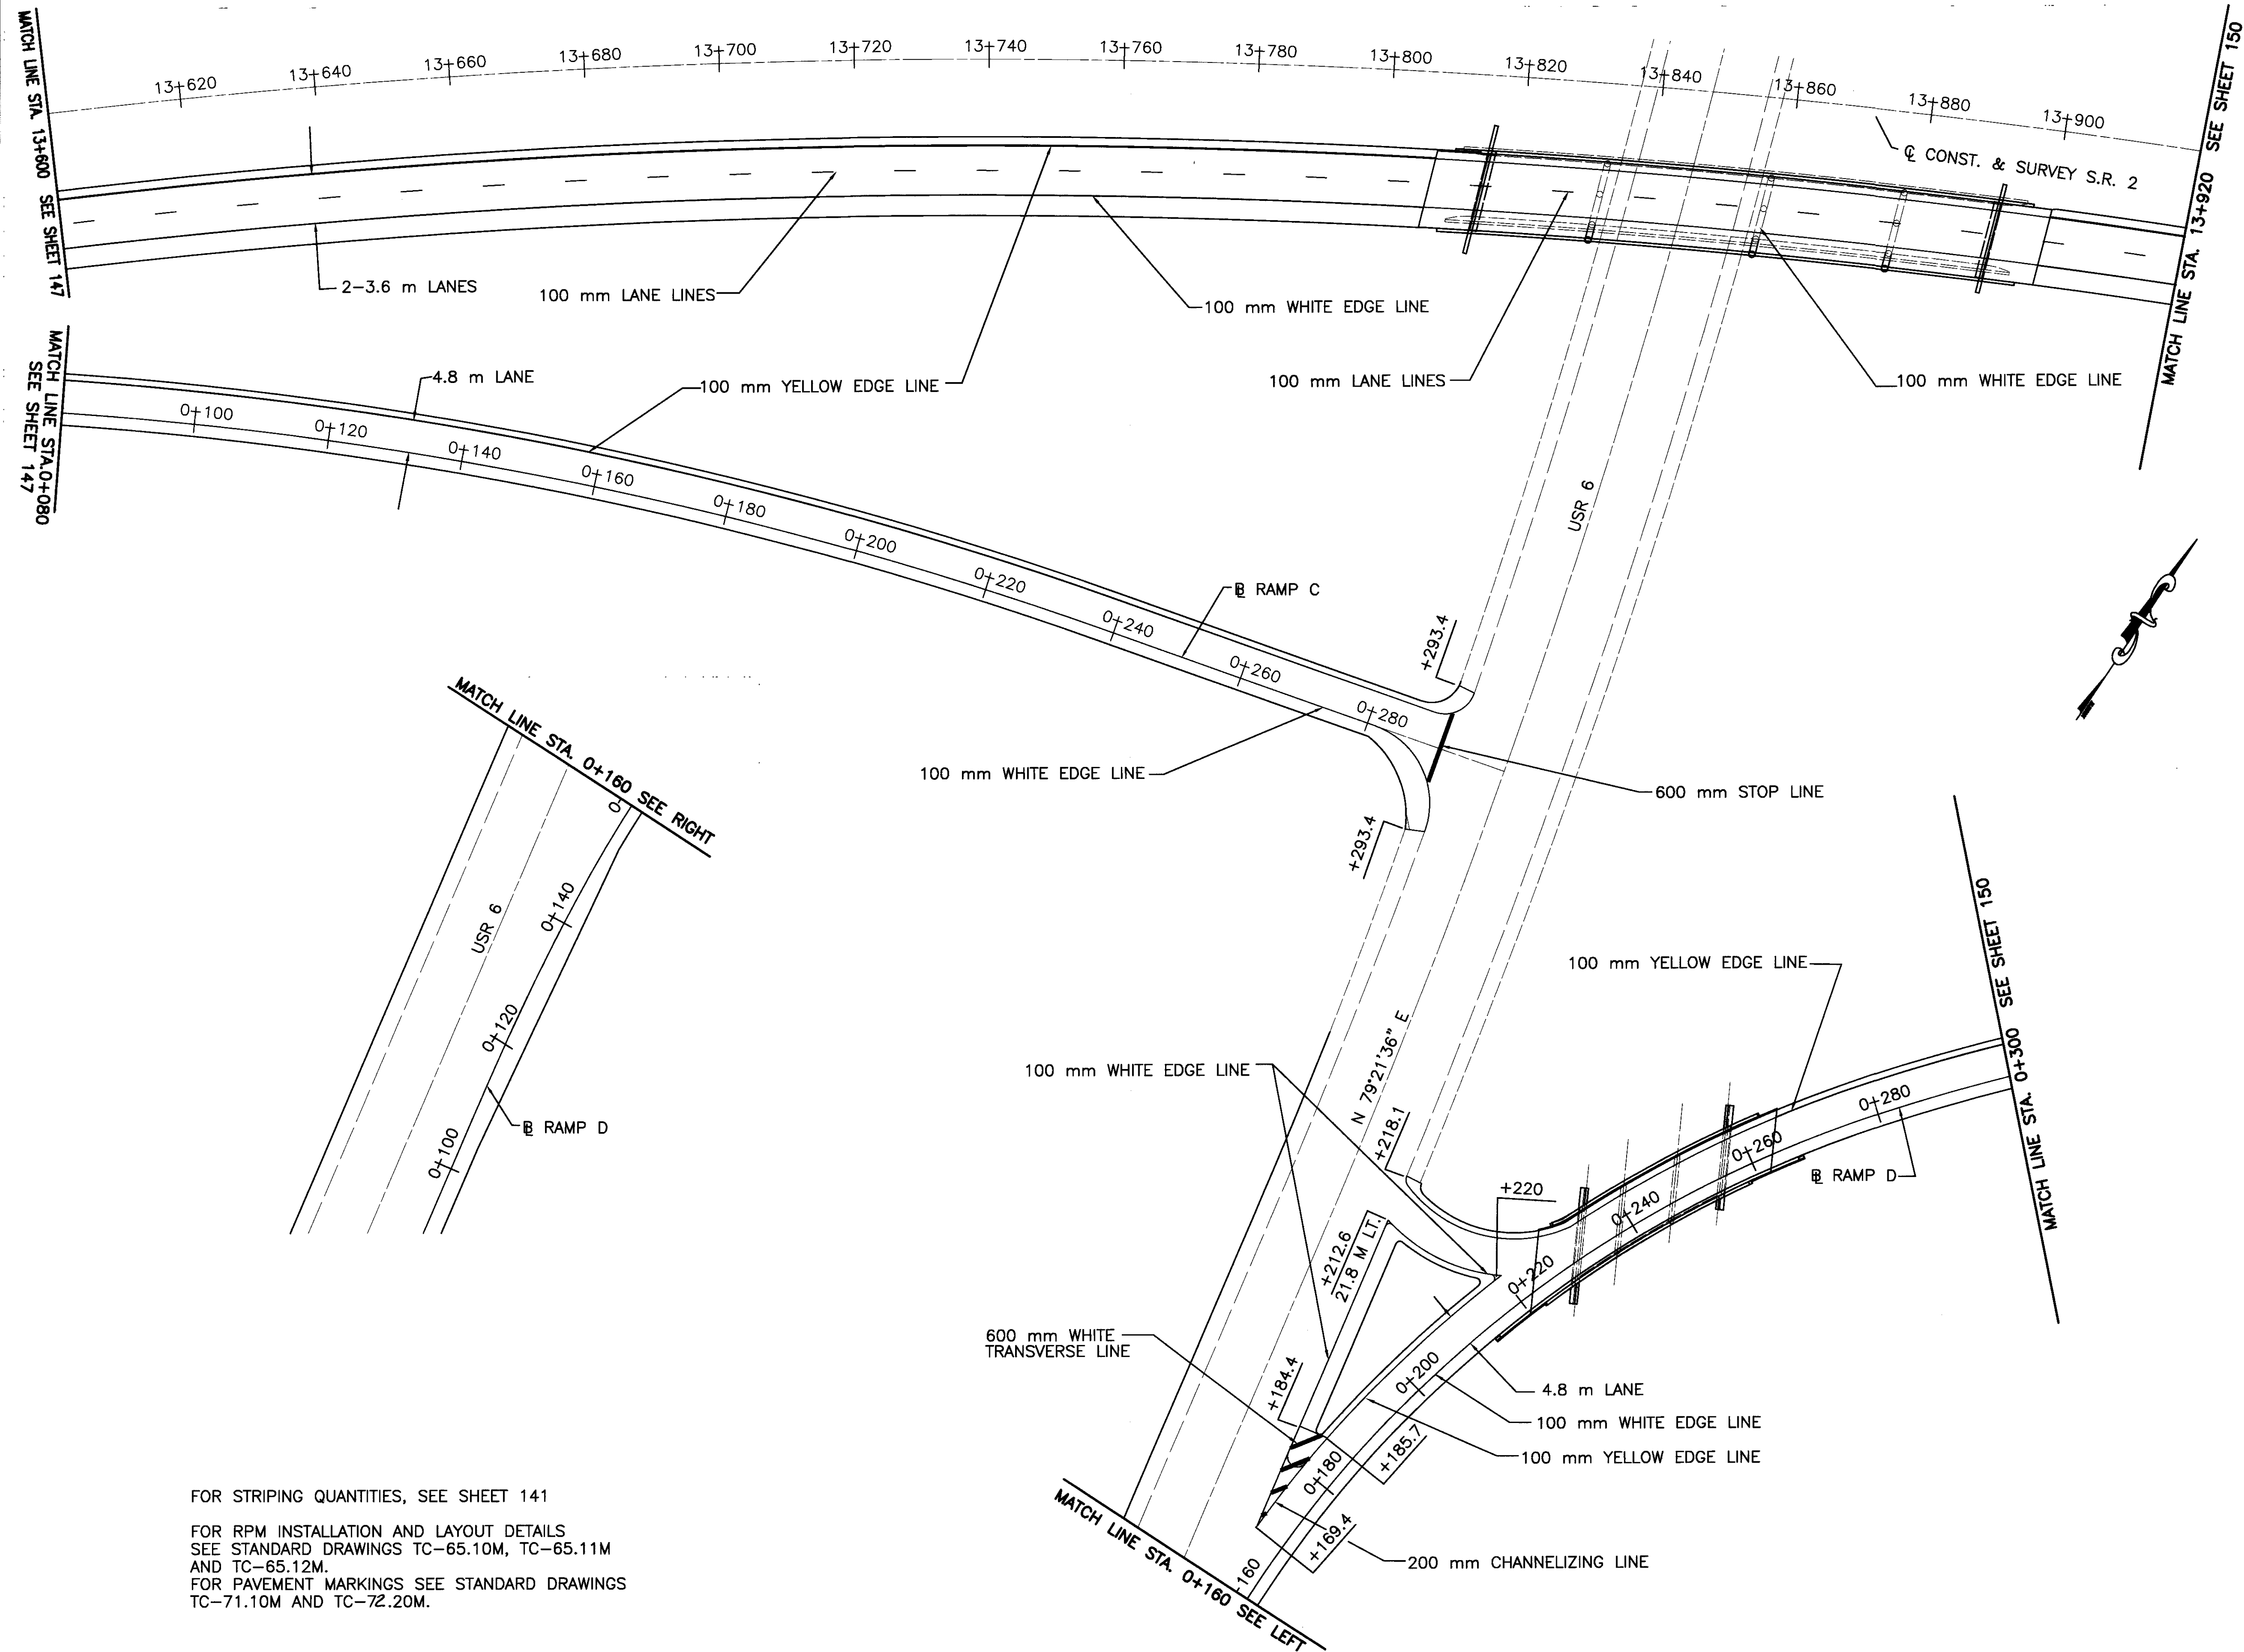 MATCH LINE STA. 13+600 SEE SHEET 147
13+620
13+640
13+660
13+680
13+700
13+720
13+740
13+760
13+780
13+800
13+820
13+840
13+860
13+880
13+900
MATCH LINE STA. 13+920 SEE SHEET 150
℄ CONST. & SURVEY S.R. 2
2-3.6 m LANES
100 mm LANE LINES
100 mm WHITE EDGE LINE
100 mm YELLOW EDGE LINE
100 mm LANE LINES
100 mm WHITE EDGE LINE
MATCH LINE STA.0+080
SEE SHEET 147
4.8 m LANE
0+100
0+120
0+140
0+160
0+180
0+200
0+220
0+240
0+260
0+280
BL RAMP C
+293.4
USR 6
100 mm WHITE EDGE LINE
600 mm STOP LINE
+293.4
MATCH LINE STA. 0+160 SEE RIGHT
0
0+140
USR 6
0+120
0+100
BL RAMP D
100 mm YELLOW EDGE LINE
MATCH LINE STA. 0+300 SEE SHEET 150
100 mm WHITE EDGE LINE
N 79°21'36" E
+218.1
+220
0+280
0+260
0+240
0+220
BL RAMP D
+212.6
21.8 M LT.
600 mm WHITE
TRANSVERSE LINE
+184.4
0+200
4.8 m LANE
100 mm WHITE EDGE LINE
100 mm YELLOW EDGE LINE
+185.7
0+180
+169.4
200 mm CHANNELIZING LINE
-160
MATCH LINE STA. 0+160 SEE LEFT
FOR STRIPING QUANTITIES, SEE SHEET 141
FOR RPM INSTALLATION AND LAYOUT DETAILS
SEE STANDARD DRAWINGS TC-65.10M, TC-65.11M
AND TC-65.12M.
FOR PAVEMENT MARKINGS SEE STANDARD DRAWINGS
TC-71.10M AND TC-72.20M.